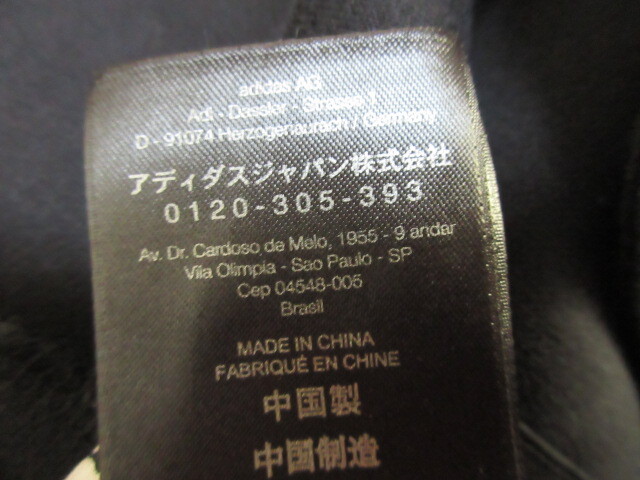 adidas AG
Adi - Dassler - Strasse 1
D - 91074 Herzogenaurach / Germany
アディダスジャパン株式会社
0120-305-393
Av. Dr. Cardoso de Melo, 1955 - 9 andar
Vila Olimpia - Sao Paulo - SP
Cep 04548-005
Brasil
MADE IN CHINA
FABRIQUÉ EN CHINE
中国製
中国制造